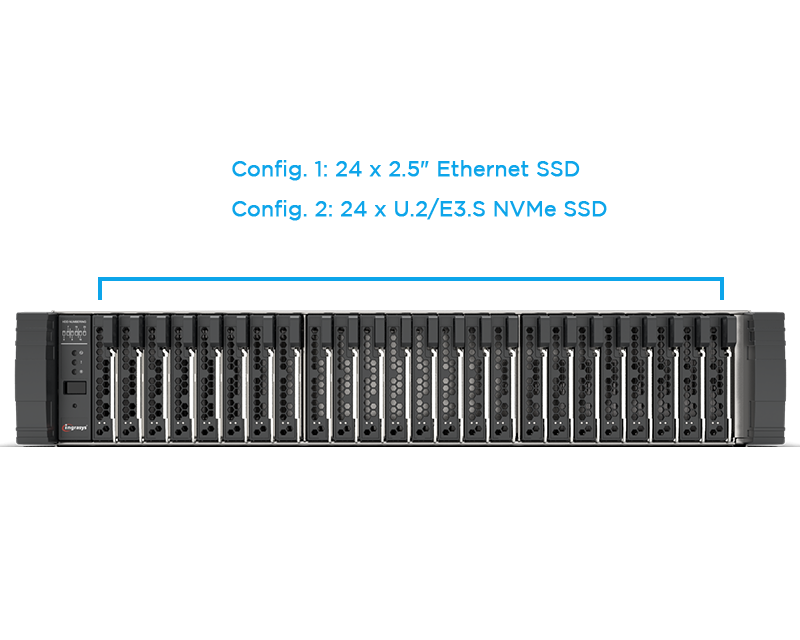 Config. 1: 24 x 2.5" Ethernet SSD
Config. 2: 24 x U.2/E3.S NVMe SSD
ingrasys